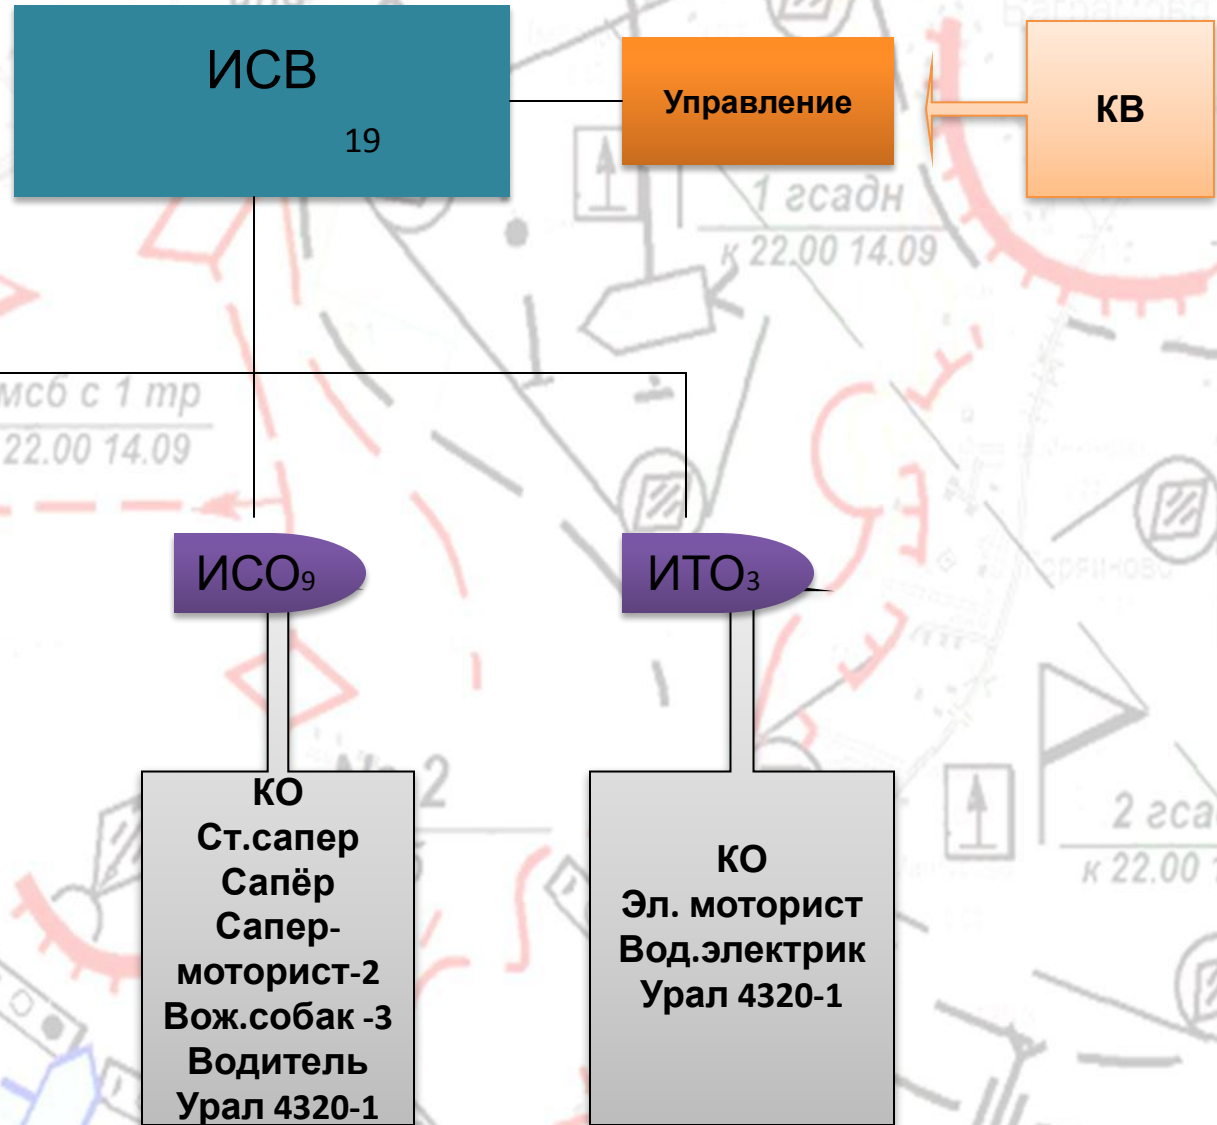 ИСВ
19
Управление
КВ
1 гсадн
к 22.00 14.09
мсб с 1 тр
22.00 14.09
ИСО9
ИТО3
2
КО
Ст.сапер
Сапёр
Сапер-
моторист-2
Вож.собак -3
Водитель
Урал 4320-1
КО
Эл. моторист
Вод.электрик
Урал 4320-1
2 гса
к 22.00